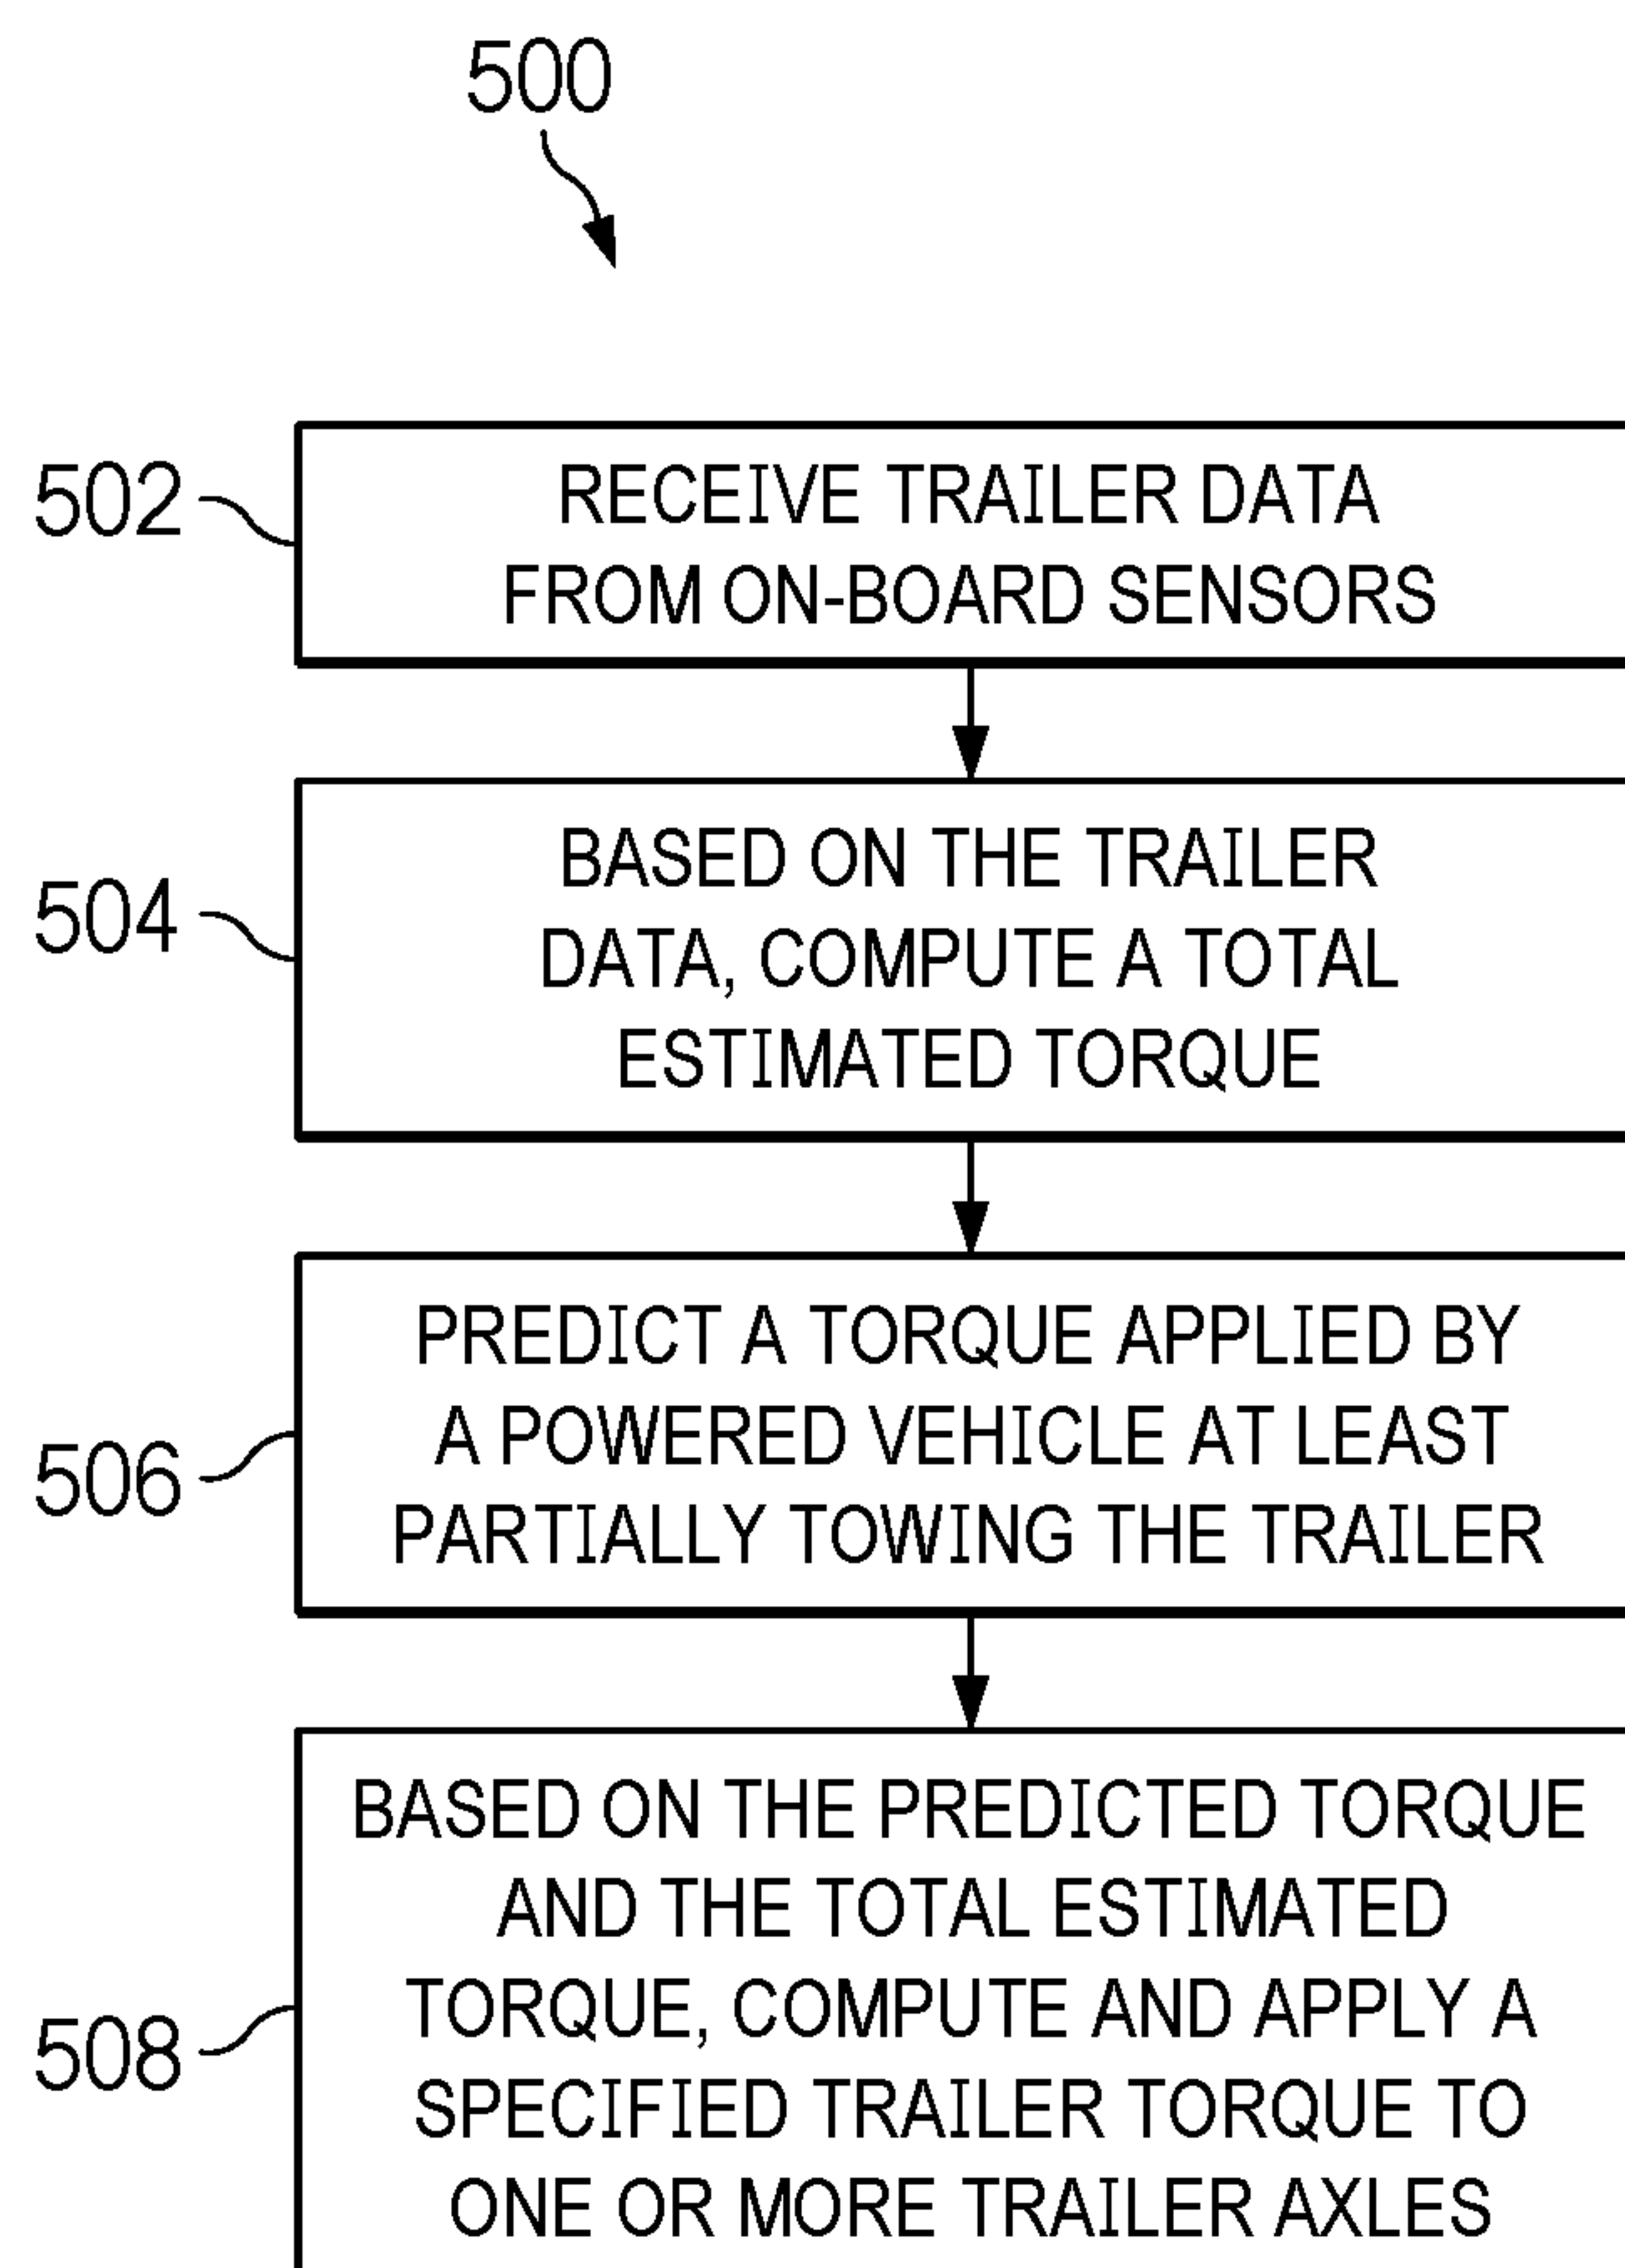 500
502
RECEIVE TRAILER DATA
FROM ON-BOARD SENSORS
504
BASED ON THE TRAILER
DATA, COMPUTE A TOTAL
ESTIMATED TORQUE
506
PREDICT A TORQUE APPLIED BY
A POWERED VEHICLE AT LEAST
PARTIALLY TOWING THE TRAILER
508
BASED ON THE PREDICTED TORQUE
AND THE TOTAL ESTIMATED
TORQUE, COMPUTE AND APPLY A
SPECIFIED TRAILER TORQUE TO
ONE OR MORE TRAILER AXLES